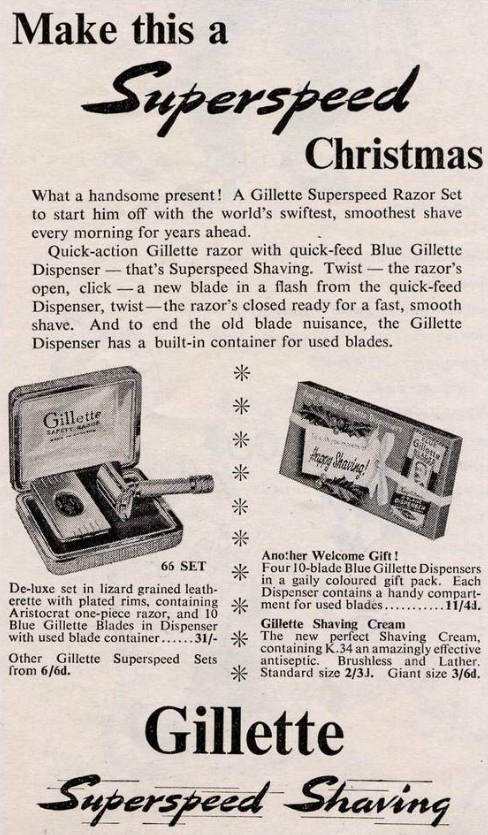 Make this a
Superspeed
Christmas
What a handsome present! A Gillette Superspeed Razor Set
to start him off with the world's swiftest, smoothest shave
every morning for years ahead.
Quick-action Gillette razor with quick-feed Blue Gillette
Dispenser — that's Superspeed Shaving. Twist — the razor's
open, click — a new blade in a flash from the quick-feed
Dispenser, twist — the razor's closed ready for a fast, smooth
shave. And to end the old blade nuisance, the Gillette
Dispenser has a built-in container for used blades.
Gillette
SAFETY RAZOR
66 SET
De-luxe set in lizard grained leath-
erette with plated rims, containing
Aristocrat one-piece razor, and 10
Blue Gillette Blades in Dispenser
with used blade container......31/-
Other Gillette Superspeed Sets
from 6/6d.
Happy Shaving!
Another Welcome Gift!
Four 10-blade Blue Gillette Dispensers
in a gaily coloured gift pack. Each
Dispenser contains a handy compart-
ment for used blades...........11/4d.
Gillette Shaving Cream
The new perfect Shaving Cream,
containing K.34 an amazingly effective
antiseptic. Brushless and Lather.
Standard size 2/3d. Giant size 3/6d.
Gillette
Superspeed Shaving